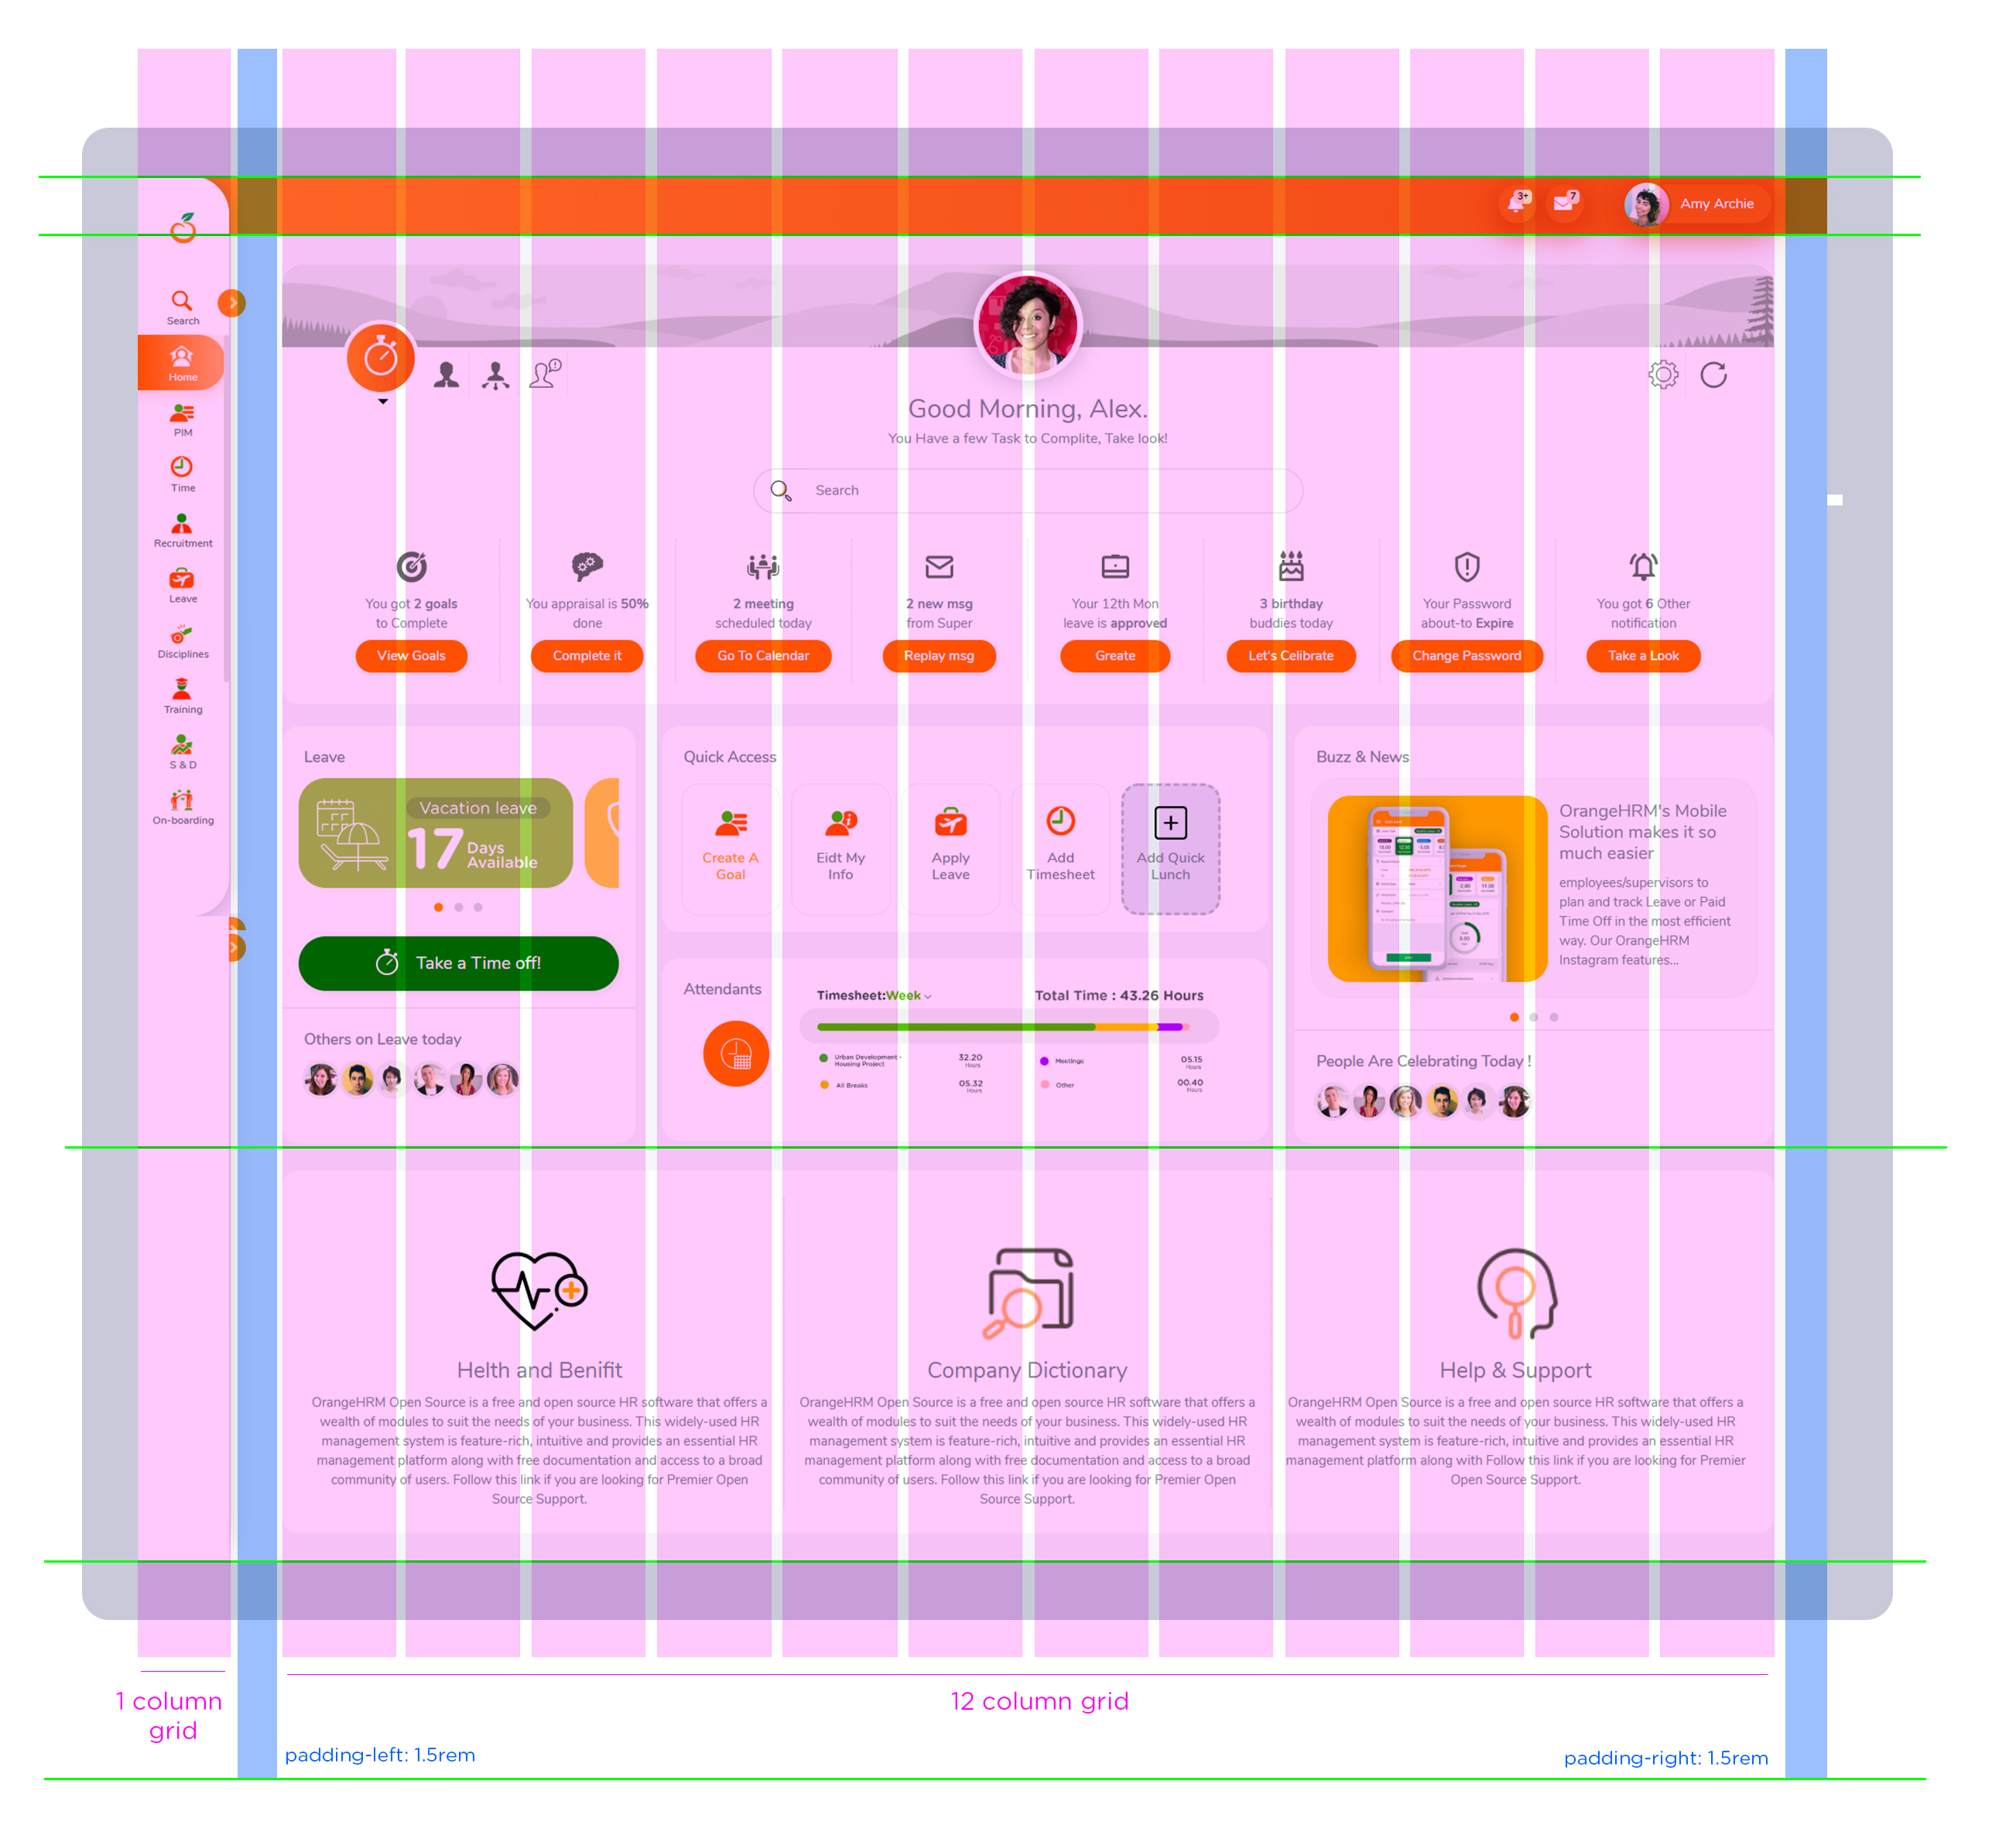 3+
7
Amy Archie
Search
Home
PIM
Time
Recruitment
Leave
Disciplines
Training
S & D
On-boarding
Good Morning, Alex.
You Have a few Task to Complite, Take look!
Search
You got 2 goals
to Complete
View Goals
You appraisal is 50%
done
Complete it
2 meeting
scheduled today
Go To Calendar
2 new msg
from Super
Replay msg
Your 12th Mon
leave is approved
Greate
3 birthday
buddies today
Let's Celibrate
Your Password
about-to Expire
Change Password
You got 6 Other
notification
Take a Look
Leave
Vacation leave
17 Days
Available
Take a Time off!
Others on Leave today
Quick Access
Create A
Goal
Eidt My
Info
Apply
Leave
Add
Timesheet
Add Quick
Lunch
Attendants
Timesheet:Week
Total Time : 43.26 Hours
Urban Development -
Housing Project
32.20
Hours
Meetings
05.15
Hours
All Breaks
05.32
Hours
Other
00.40
Hours
Buzz & News
OrangeHRM's Mobile
Solution makes it so
much easier
employees/supervisors to
plan and track Leave or Paid
Time Off in the most efficient
way. Our OrangeHRM
Instagram features...
People Are Celebrating Today !
Helth and Benifit
OrangeHRM Open Source is a free and open source HR software that offers a
wealth of modules to suit the needs of your business. This widely-used HR
management system is feature-rich, intuitive and provides an essential HR
management platform along with free documentation and access to a broad
community of users. Follow this link if you are looking for Premier Open
Source Support.
Company Dictionary
OrangeHRM Open Source is a free and open source HR software that offers a
wealth of modules to suit the needs of your business. This widely-used HR
management system is feature-rich, intuitive and provides an essential HR
management platform along with free documentation and access to a broad
community of users. Follow this link if you are looking for Premier Open
Source Support.
Help & Support
OrangeHRM Open Source is a free and open source HR software that offers a
wealth of modules to suit the needs of your business. This widely-used HR
management system is feature-rich, intuitive and provides an essential HR
management platform along with Follow this link if you are looking for Premier
Open Source Support.
1 column
grid
12 column grid
padding-left: 1.5rem
padding-right: 1.5rem